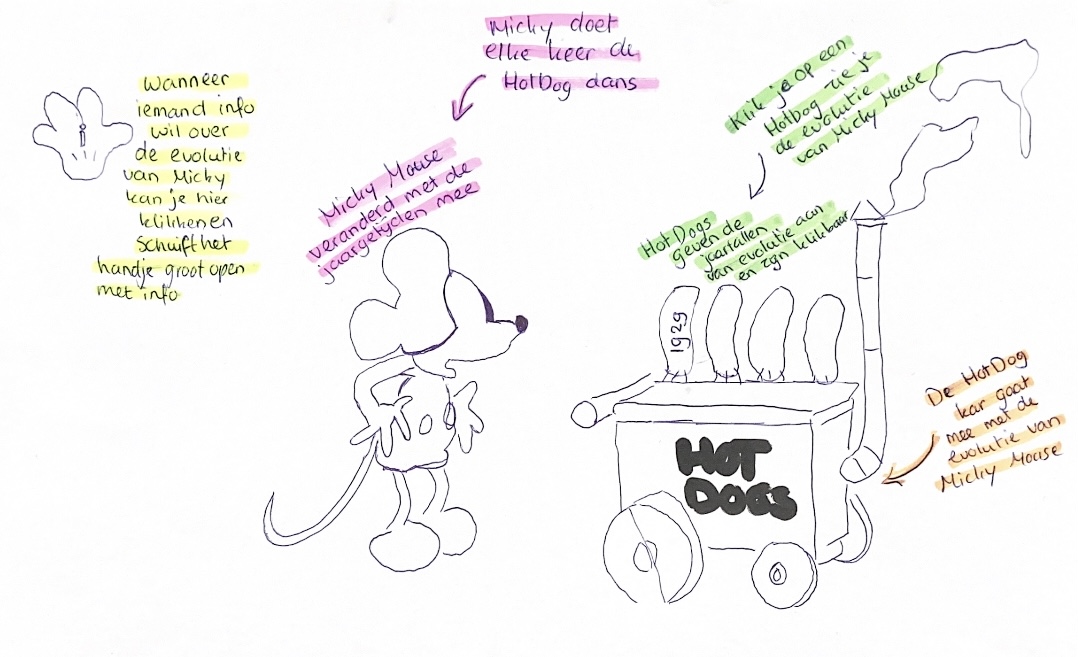 Wanneer
iemand info
wil over
de evolutie
van Micky
kan je hier
klikken en
Schuift het
handje groot open
met info
i
Micky doet
elke keer de
HotDog dans
Micky Mouse
veranderd met de
jaargetijden mee
Klik je op een
HotDog zie je
de evolutie
van Micky Mouse
HotDogs
geven de
jaartallen
van evolutie aan
en zijn klikbaar
1929
HOT
DOGS
De HotDog
kar gaat
mee met de
evolutie van
Micky Mouse